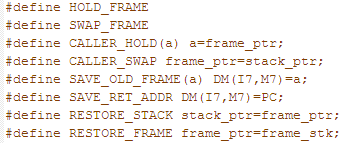 #define HOLD_FRAME
#define SWAP_FRAME
#define CALLER_HOLD(a) a=frame_ptr;
#define CALLER_SWAP frame_ptr=stack_ptr;
#define SAVE_OLD_FRAME(a) DM(I7,M7)=a;
#define SAVE_RET_ADDR DM(I7,M7)=PC;
#define RESTORE_STACK stack_ptr=frame_ptr;
#define RESTORE_FRAME frame_ptr=frame_stk;